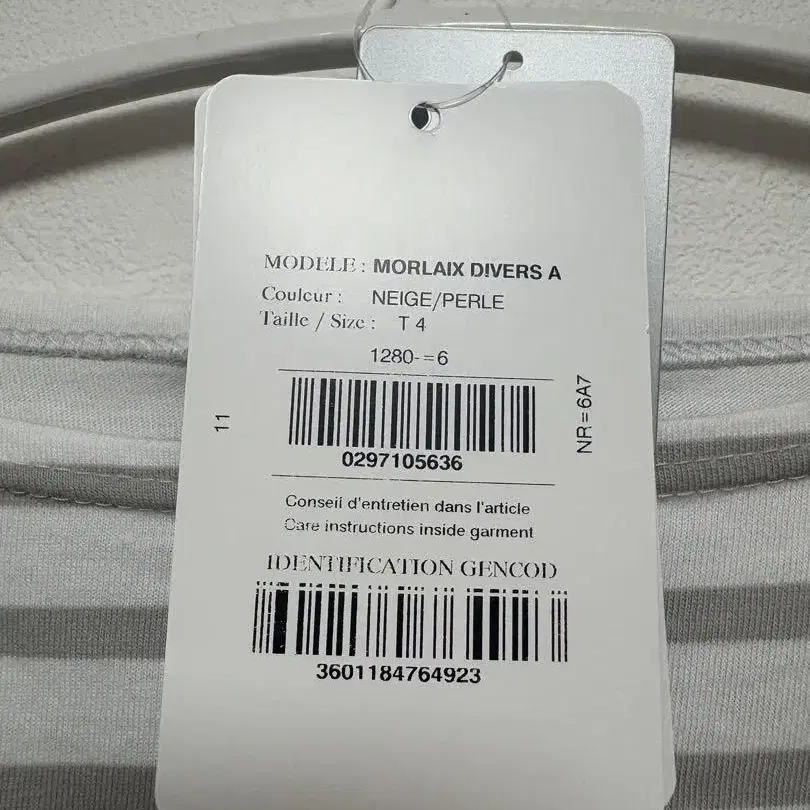 MODELE : MORLAIX DIVERS A
Couleur : NEIGE/PERLE
Taille / Size : T 4
1280-=6
11
NR=6A7
0297105636
Conseil d'entretien dans l'article
Care instructions inside garment
IDENTIFICATION GENCOD
3601184764923